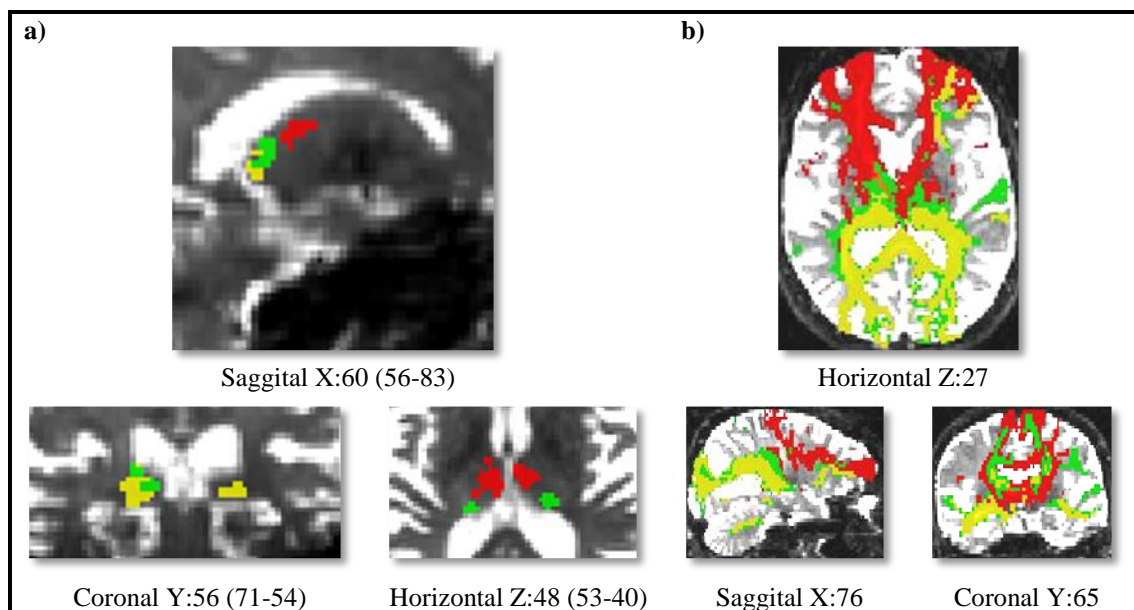 a)
b)
Saggital X:60 (56-83)
Horizontal Z:27
Coronal Y:56 (71-54)
Horizontal Z:48 (53-40)
Saggital X:76
Coronal Y:65